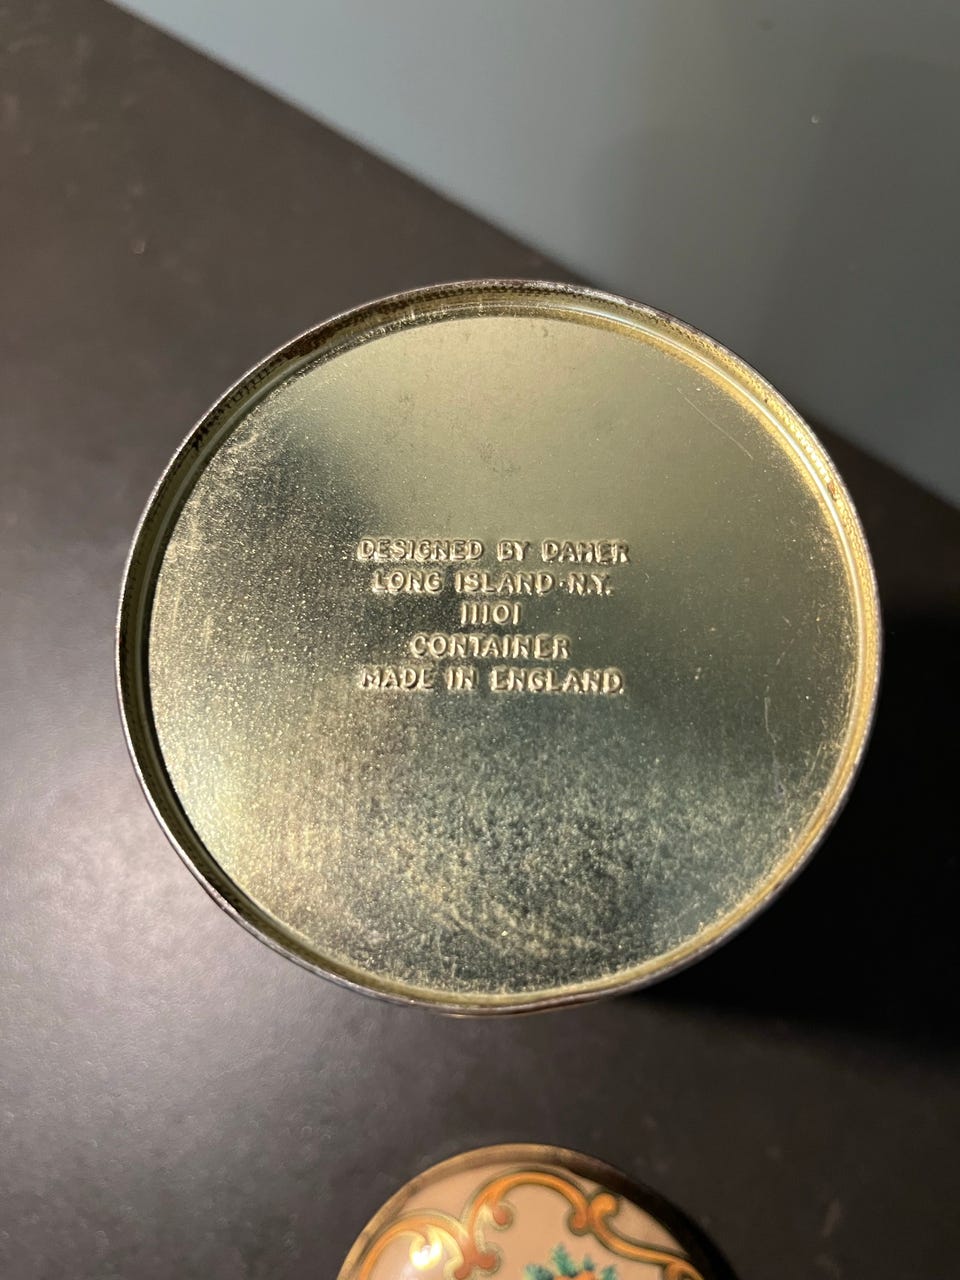 DESIGNED BY DAHER
LONG ISLAND·N.Y.
11101
CONTAINER
MADE IN ENGLAND